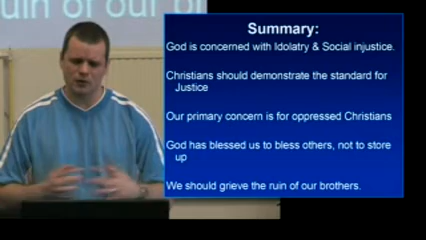 uin of our
Summary:
God is concerned with Idolatry & Social injustice.
Christians should demonstrate the standard for
Justice
Our primary concern is for oppressed Christians
God has blessed us to bless others, not to store
up
We should grieve the ruin of our brothers.